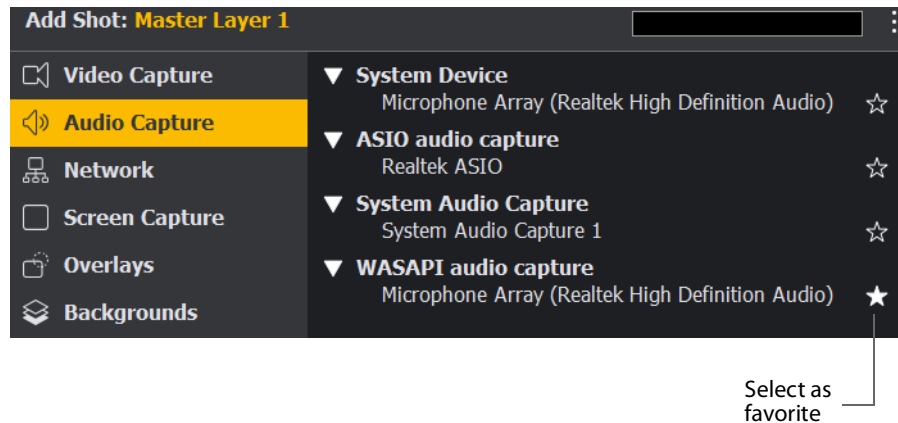 Add Shot: Master Layer 1
Video Capture
Audio Capture
Network
Screen Capture
Overlays
Backgrounds
System Device
Microphone Array (Realtek High Definition Audio)
ASIO audio capture
Realtek ASIO
System Audio Capture
System Audio Capture 1
WASAPI audio capture
Microphone Array (Realtek High Definition Audio)
Select as
favorite